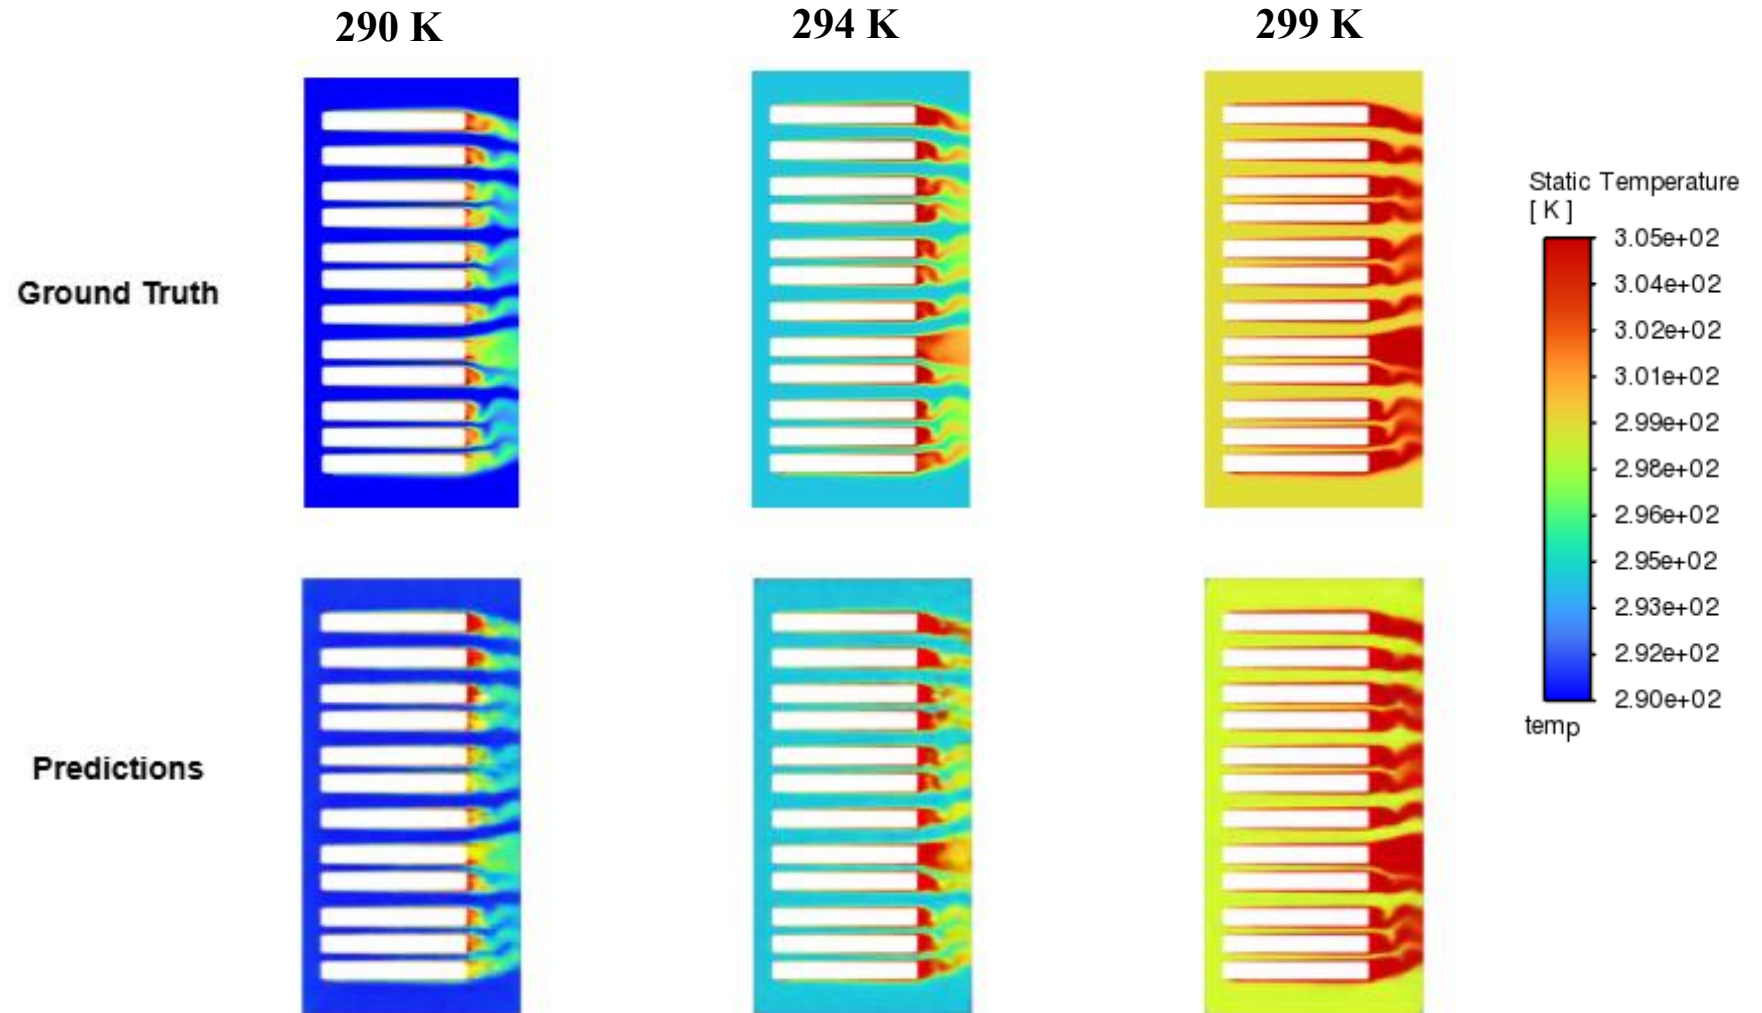 290 K
294 K
299 K
Ground Truth
Predictions
Static Temperature
[ K ]
3.05e+02
3.04e+02
3.02e+02
3.01e+02
2.99e+02
2.98e+02
2.96e+02
2.95e+02
2.93e+02
2.92e+02
2.90e+02
temp